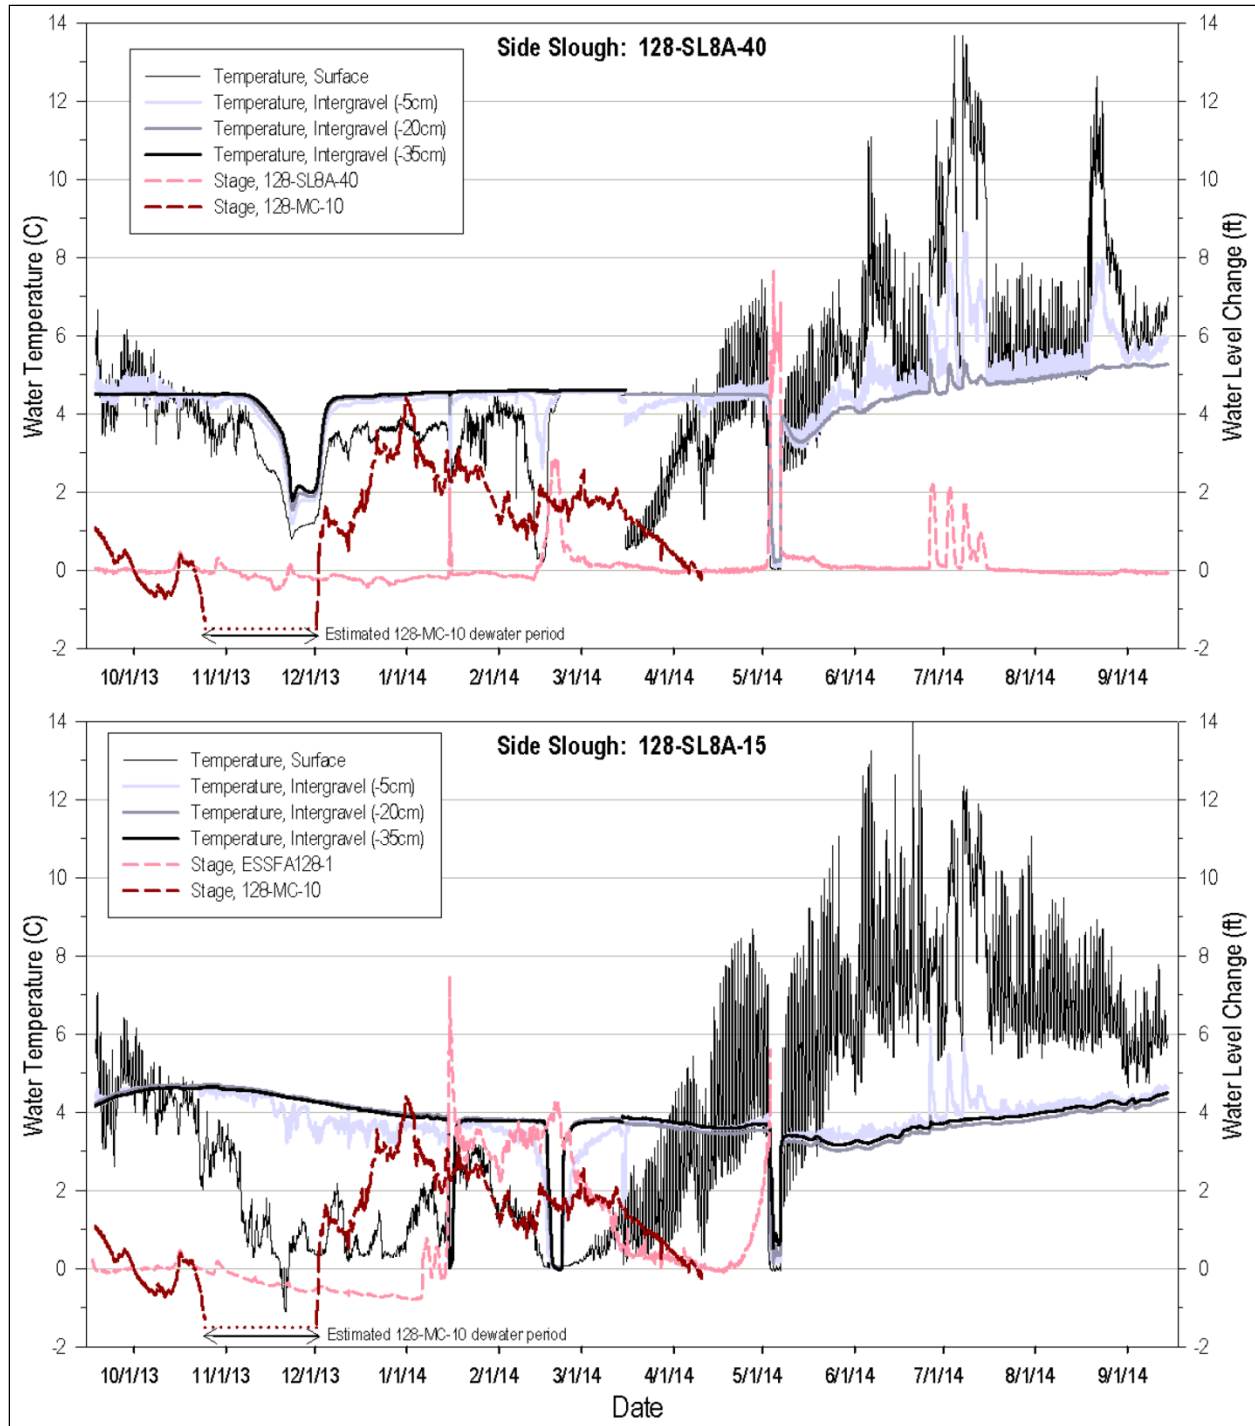 Side Slough: 128-SL8A-40
Temperature, Surface
Temperature, Intergravel (-5cm)
Temperature, Intergravel (-20cm)
Temperature, Intergravel (-35cm)
Stage, 128-SL8A-40
Stage, 128-MC-10
14
12
10
8
6
4
2
0
-2
Water Temperature (C)
14
12
10
8
6
4
2
0
-2
Water Level Change (ft)
Estimated 128-MC-10 dewater period
10/1/13 11/1/13 12/1/13 1/1/14 2/1/14 3/1/14 4/1/14 5/1/14 6/1/14 7/1/14 8/1/14 9/1/14
Side Slough: 128-SL8A-15
Temperature, Surface
Temperature, Intergravel (-5cm)
Temperature, Intergravel (-20cm)
Temperature, Intergravel (-35cm)
Stage, ESSFA128-1
Stage, 128-MC-10
14
12
10
8
6
4
2
0
-2
Water Temperature (C)
14
12
10
8
6
4
2
0
-2
Water Level Change (ft)
Estimated 128-MC-10 dewater period
10/1/13 11/1/13 12/1/13 1/1/14 2/1/14 3/1/14 4/1/14 5/1/14 6/1/14 7/1/14 8/1/14 9/1/14
Date